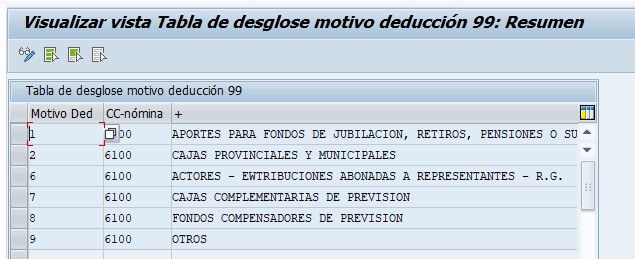 Visualizar vista Tabla de desglose motivo deducción 99: Resumen
Tabla de desglose motivo deducción 99
Motivo Ded CC-nómina +
1 00 APORTES PARA FONDOS DE JUBILACION, RETIROS, PENSIONES O SU
2 6100 CAJAS PROVINCIALES Y MUNICIPALES
6 6100 ACTORES - EWTRIBUCIONES ABONADAS A REPRESENTANTES - R.G.
7 6100 CAJAS COMPLEMENTARIAS DE PREVISION
8 6100 FONDOS COMPENSADORES DE PREVISION
9 6100 OTROS